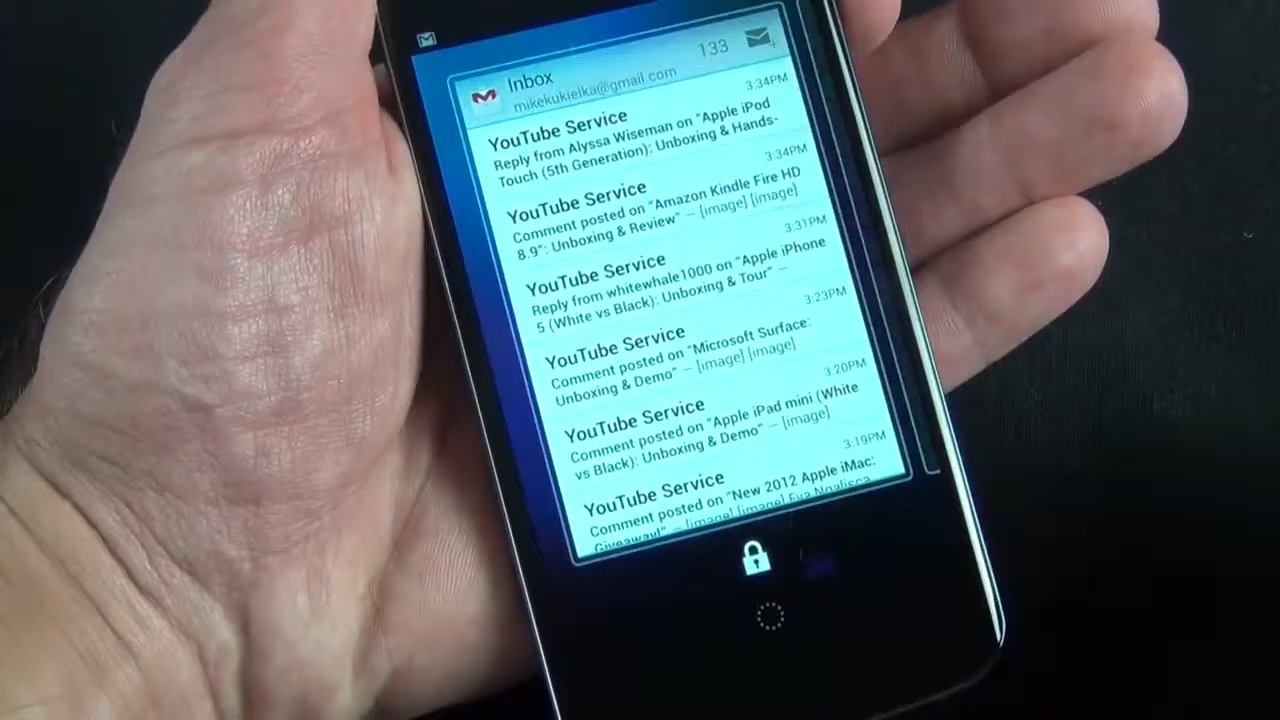 Inbox
133
mikekukielka@gmail.com
3:34PM
YouTube Service
Reply from Alyssa Wiseman on "Apple iPod
Touch (5th Generation): Unboxing & Hands-
3:34PM
YouTube Service
Comment posted on "Amazon Kindle Fire HD
8.9": Unboxing & Review" – [image] [image]
3:31PM
YouTube Service
Reply from whitewhale1000 on "Apple iPhone
5 (White vs Black): Unboxing & Tour" –
3:23PM
YouTube Service
Comment posted on "Microsoft Surface:
Unboxing & Demo" – [image] [image]
3:20PM
YouTube Service
Comment posted on "Apple iPad mini (White
vs Black): Unboxing & Demo" – [image]
3:19PM
YouTube Service
Comment posted on "New 2012 Apple iMac:
Giveaway!" – [image] [image] Eva